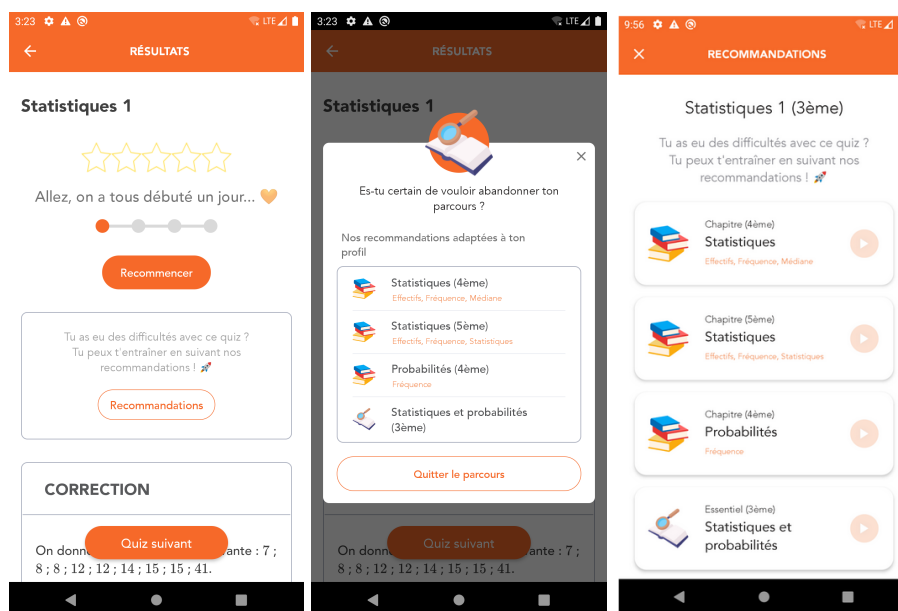 3:23
LTE
RÉSULTATS
Statistiques 1
Allez, on a tous débuté un jour... 🧡
Recommencer
Tu as eu des difficultés avec ce quiz ?
Tu peux t'entraîner en suivant nos
recommandations ! 🚀
Recommandations
CORRECTION
On donn
ante : 7 ;
Quiz suivant
8 ; 8 ; 12 ; 12 ; 14 ; 15 ; 15 ; 41.
3:23
LTE
RÉSULTATS
Statistiques 1
Es-tu certain de vouloir abandonner ton
parcours ?
Nos recommandations adaptées à ton
profil
Statistiques (4ème)
Effectifs, Fréquence, Médiane
Statistiques (5ème)
Effectifs, Fréquence, Statistiques
Probabilités (4ème)
Fréquence
Statistiques et probabilités
(3ème)
Quitter le parcours
On donn
ante : 7 ;
Quiz suivant
8 ; 8 ; 12 ; 12 ; 14 ; 15 ; 15 ; 41.
9:56
LTE
RECOMMANDATIONS
Statistiques 1 (3ème)
Tu as eu des difficultés avec ce quiz ?
Tu peux t'entraîner en suivant nos
recommandations ! 🚀
Chapitre (4ème)
Statistiques
Effectifs, Fréquence, Médiane
Chapitre (5ème)
Statistiques
Effectifs, Fréquence, Statistiques
Chapitre (4ème)
Probabilités
Fréquence
Essentiel (3ème)
Statistiques et
probabilités